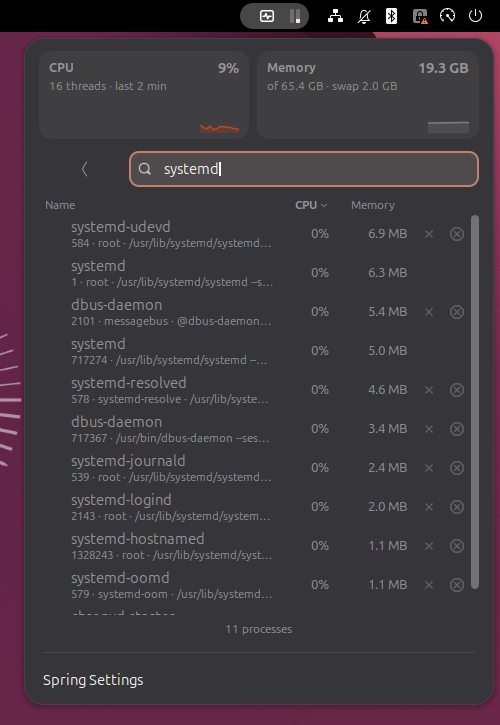 CPU 9%
16 threads · last 2 min
Memory 19.3 GB
of 65.4 GB · swap 2.0 GB
systemd
Name CPU Memory
systemd-udevd 0% 6.9 MB
584 · root · /usr/lib/systemd/systemd…
systemd 0% 6.3 MB
1 · root · /usr/lib/systemd/systemd --s…
dbus-daemon 0% 5.4 MB
2101 · messagebus · @dbus-daemon…
systemd 0% 5.0 MB
717274 · /usr/lib/systemd/systemd --…
systemd-resolved 0% 4.6 MB
578 · systemd-resolve · /usr/lib/syste…
dbus-daemon 0% 3.4 MB
717367 · /usr/bin/dbus-daemon --ses…
systemd-journald 0% 2.4 MB
539 · root · /usr/lib/systemd/systemd…
systemd-logind 0% 2.0 MB
2143 · root · /usr/lib/systemd/system…
systemd-hostnamed 0% 1.1 MB
1328243 · root · /usr/lib/systemd/syst…
systemd-oomd 0% 1.1 MB
579 · systemd-oom · /usr/lib/systemd…
11 processes
Spring Settings